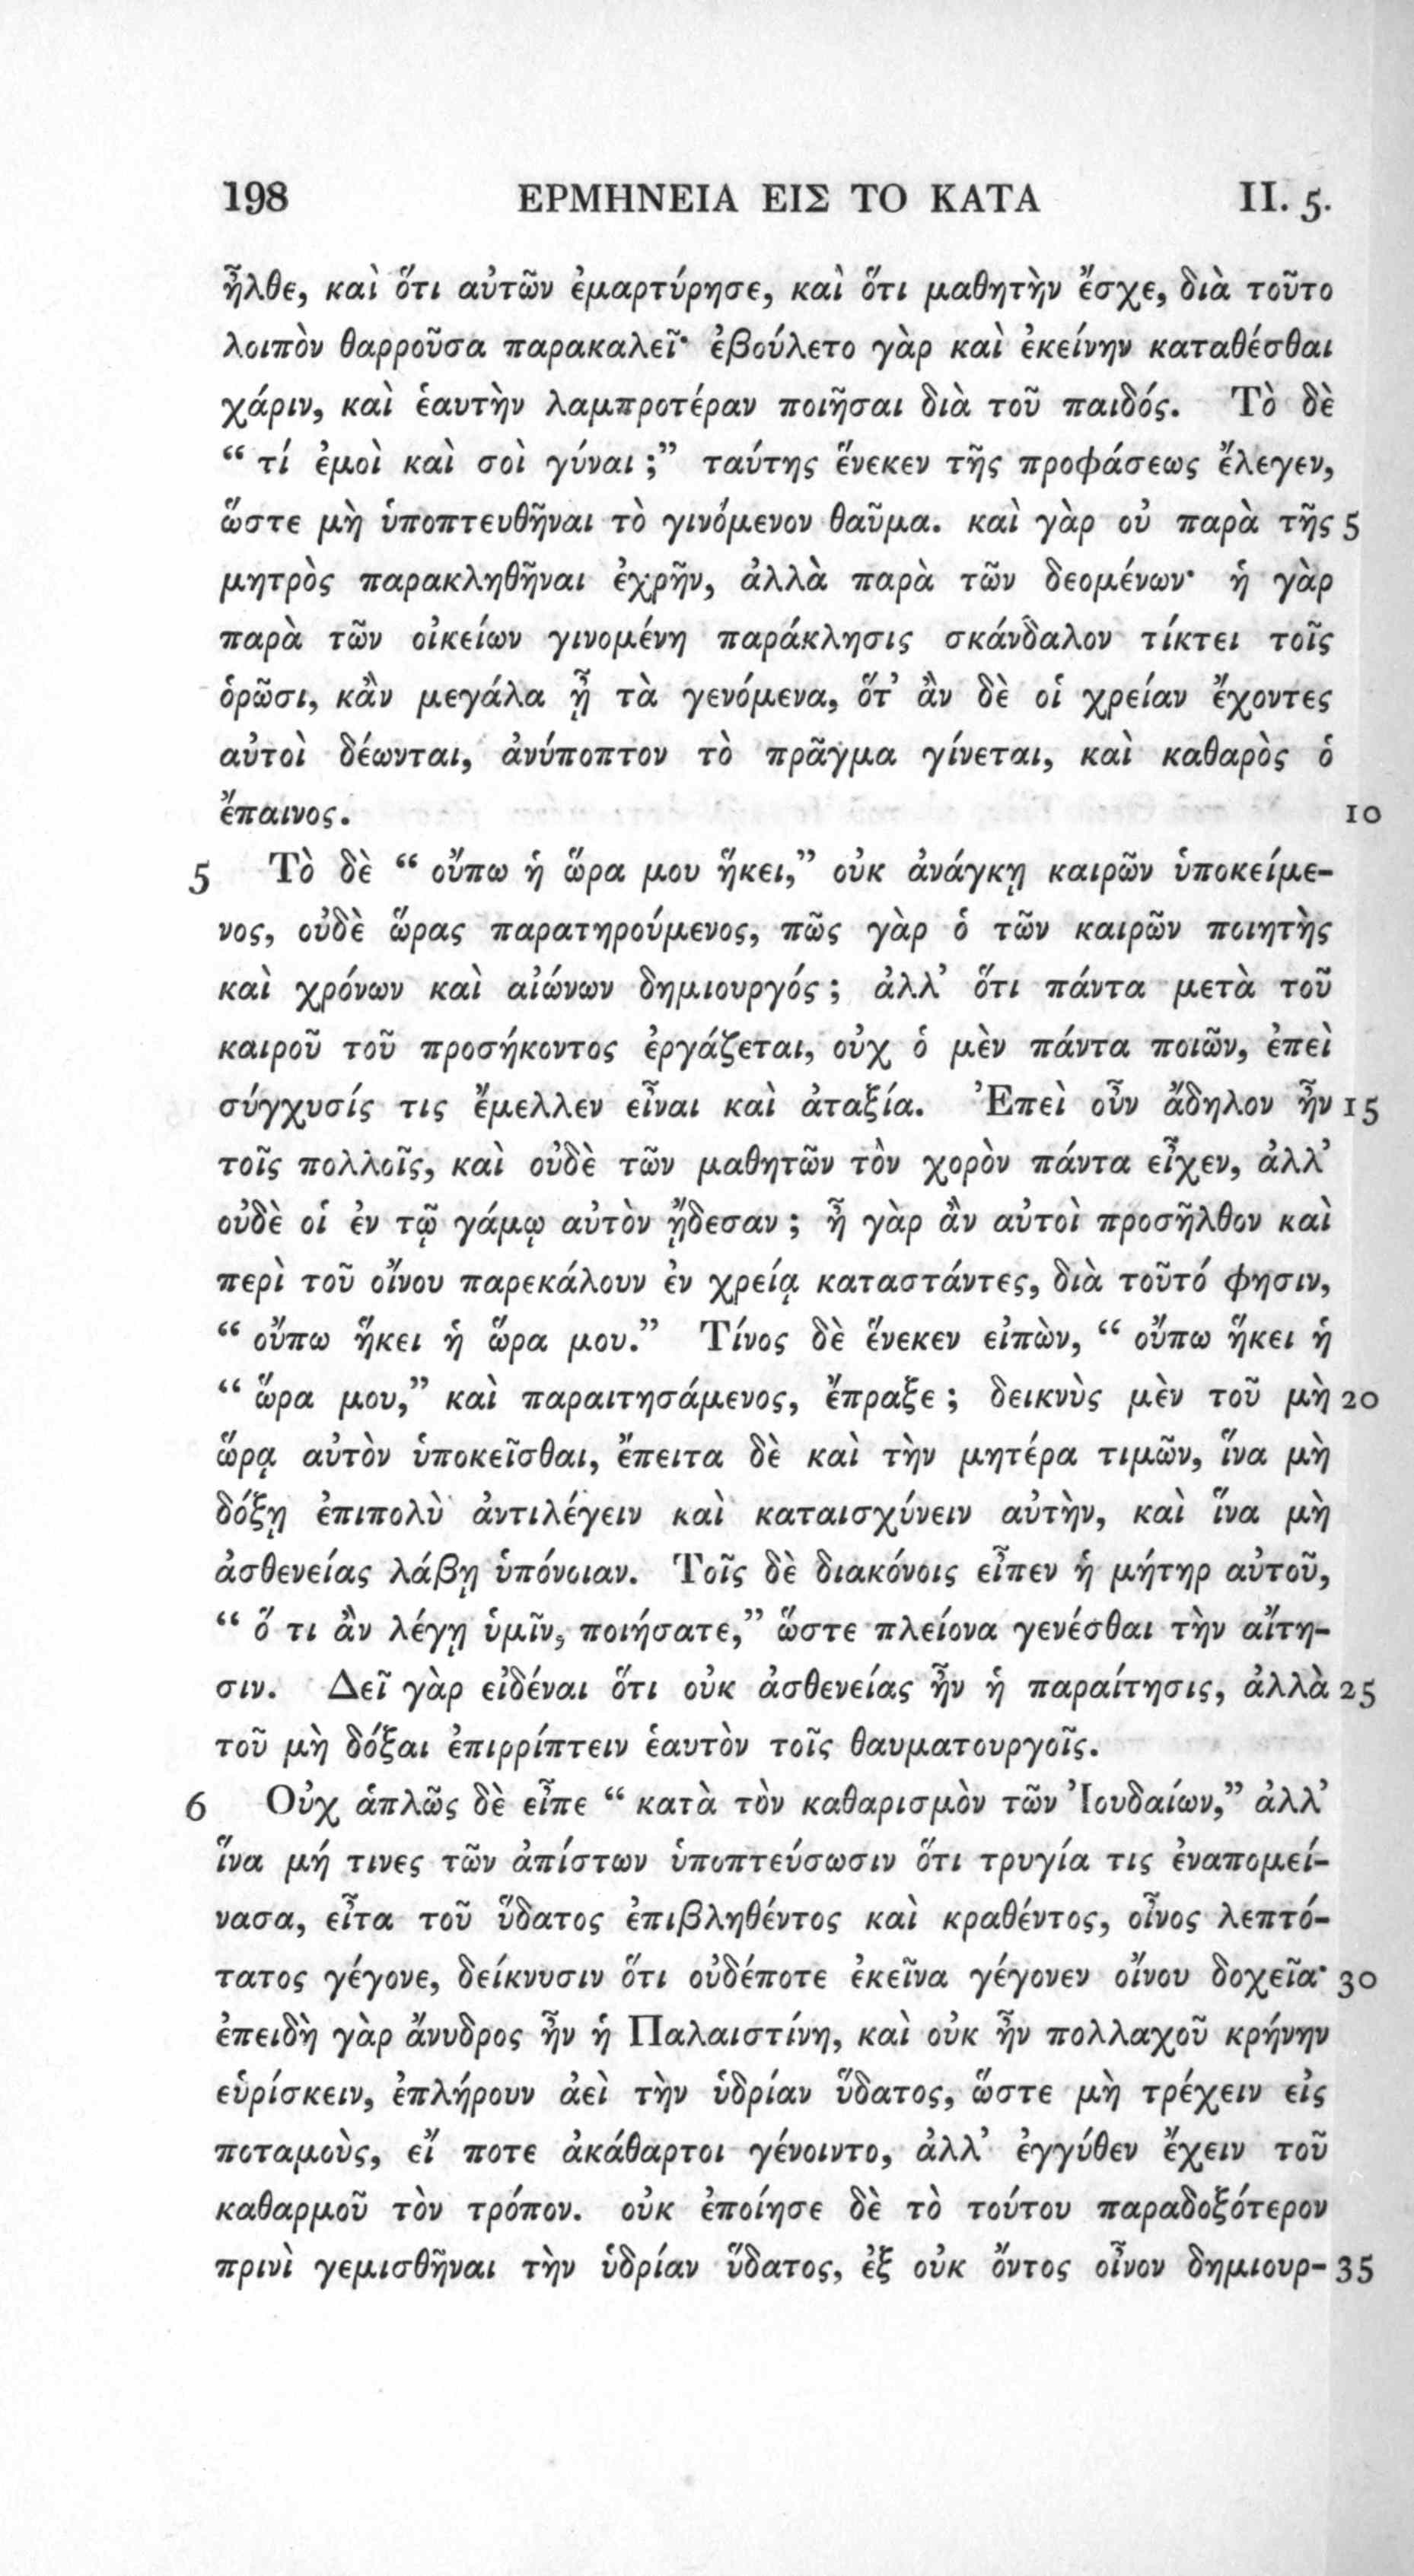 198 ΕΡΜΗΝΕΙΑ ΕΙΣ ΤΟ ΚΑΤΑ II. 5.
ἦλθε, καὶ ὅτι αὐτῶν ἐμαρτύρησε, καὶ ὅτι μαθητὴν ἔσχε, διὰ τοῦτο
λοιπὸν θαρροῦσα παρακαλεῖ· ἐβούλετο γὰρ καὶ ἐκείνην καταθέσθαι
χάριν, καὶ ἑαυτὴν λαμπροτέραν ποιῆσαι διὰ τοῦ παιδός. Τὸ δὲ
“ τί ἐμοὶ καὶ σοὶ γύναι ;” ταύτης ἕνεκεν τῆς προφάσεως ἔλεγεν,
ὥστε μὴ ὑποπτευθῆναι τὸ γινόμενον θαῦμα. καὶ γὰρ οὐ παρὰ τῆς 5
μητρὸς παρακληθῆναι ἐχρῆν, ἀλλὰ παρὰ τῶν δεομένων· ἡ γὰρ
παρὰ τῶν οἰκείων γινομένη παράκλησις σκάνδαλον τίκτει τοῖς
ὁρῶσι, κἂν μεγάλα ᾖ τὰ γενόμενα, ὅτ’ ἂν δὲ οἱ χρείαν ἔχοντες
αὐτοὶ δέωνται, ἀνύποπτον τὸ πρᾶγμα γίνεται, καὶ καθαρὸς ὁ
ἔπαινος. 10
5 Τὸ δὲ “ οὔπω ἡ ὥρα μου ἥκει,” οὐκ ἀνάγκῃ καιρῶν ὑποκείμε-
νος, οὐδὲ ὥρας παρατηρούμενος, πῶς γὰρ ὁ τῶν καιρῶν ποιητὴς
καὶ χρόνων καὶ αἰώνων δημιουργός ; ἀλλ’ ὅτι πάντα μετὰ τοῦ
καιροῦ τοῦ προσήκοντος ἐργάζεται, οὐχ ὁ μὲν πάντα ποιῶν, ἐπεὶ
σύγχυσίς τις ἔμελλεν εἶναι καὶ ἀταξία. Ἐπεὶ οὖν ἄδηλον ἦν 15
τοῖς πολλοῖς, καὶ οὐδὲ τῶν μαθητῶν τὸν χορὸν πάντα εἶχεν, ἀλλ’
οὐδὲ οἱ ἐν τῷ γάμῳ αὐτὸν ᾔδεσαν ; ἦ γὰρ ἂν αὐτοὶ προσῆλθον καὶ
περὶ τοῦ οἴνου παρεκάλουν ἐν χρείᾳ καταστάντες, διὰ τοῦτό φησιν,
“ οὔπω ἥκει ἡ ὥρα μου.” Τίνος δὲ ἕνεκεν εἰπὼν, “ οὔπω ἥκει ἡ
“ ὥρα μου,” καὶ παραιτησάμενος, ἔπραξε ; δεικνὺς μὲν τοῦ μὴ 20
ὥρᾳ αὐτὸν ὑποκεῖσθαι, ἔπειτα δὲ καὶ τὴν μητέρα τιμῶν, ἵνα μὴ
δόξῃ ἐπιπολὺ ἀντιλέγειν καὶ καταισχύνειν αὐτὴν, καὶ ἵνα μὴ
ἀσθενείας λάβῃ ὑπόνοιαν. Τοῖς δὲ διακόνοις εἶπεν ἡ μήτηρ αὐτοῦ,
“ ὅ τι ἂν λέγῃ ὑμῖν, ποιήσατε,” ὥστε πλείονα γενέσθαι τὴν αἴτη-
σιν. Δεῖ γὰρ εἰδέναι ὅτι οὐκ ἀσθενείας ἦν ἡ παραίτησις, ἀλλὰ 25
τοῦ μὴ δόξαι ἐπιρρίπτειν ἑαυτὸν τοῖς θαυματουργοῖς.
6 Οὐχ ἁπλῶς δὲ εἶπε “ κατὰ τὸν καθαρισμὸν τῶν Ἰουδαίων,” ἀλλ’
ἵνα μή τινες τῶν ἀπίστων ὑποπτεύσωσιν ὅτι τρυγία τις ἐναπομεί-
νασα, εἶτα τοῦ ὕδατος ἐπιβληθέντος καὶ κραθέντος, οἶνος λεπτό-
τατος γέγονε, δείκνυσιν ὅτι οὐδέποτε ἐκεῖνα γέγονεν οἴνου δοχεῖα· 30
ἐπειδὴ γὰρ ἄνυδρος ἦν ἡ Παλαιστίνη, καὶ οὐκ ἦν πολλαχοῦ κρήνην
εὑρίσκειν, ἐπλήρουν ἀεὶ τὴν ὑδρίαν ὕδατος, ὥστε μὴ τρέχειν εἰς
ποταμοὺς, εἴ ποτε ἀκάθαρτοι γένοιντο, ἀλλ’ ἐγγύθεν ἔχειν τοῦ
καθαρμοῦ τὸν τρόπον. οὐκ ἐποίησε δὲ τὸ τούτου παραδοξότερον
πρινὶ γεμισθῆναι τὴν ὑδρίαν ὕδατος, ἐξ οὐκ ὄντος οἶνον δημιουρ- 35